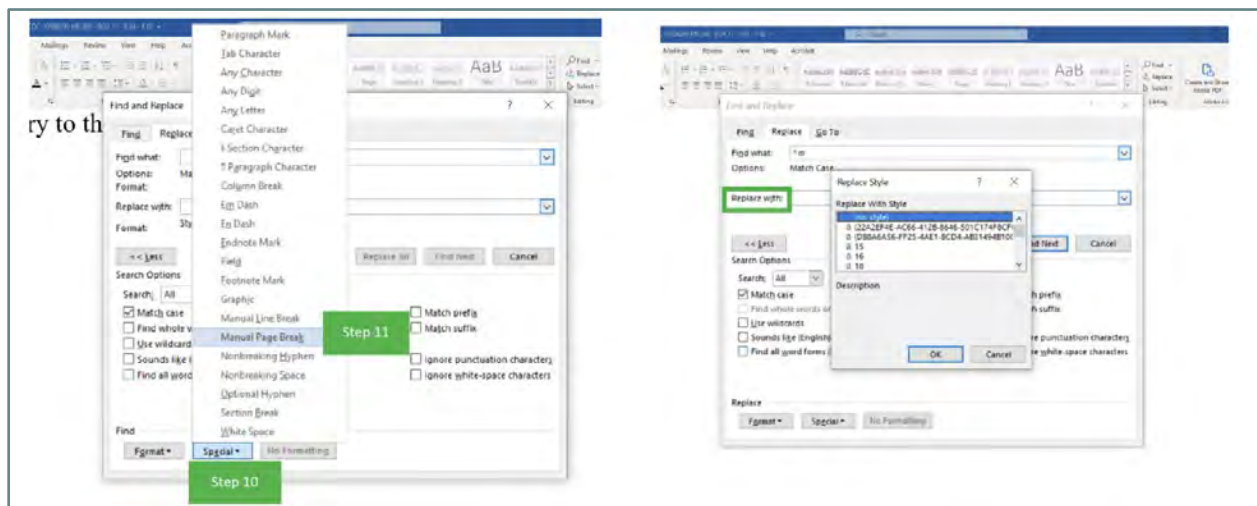 Mailings Review View Help
AaB
Find
Replace
Select
Editing
ry to th
Find and Replace ? ×
Find Replace
Find what:
Options: Ma
Format:
Replace with:
Format: Sty
<< Less
Replace All Find Next Cancel
Search Options
Search: All
Match case
Find whole w
Use wildcard
Sounds like (
Find all word
Match prefix
Match suffix
Ignore punctuation characters
Ignore white-space characters
Find
Format Special No Formatting
Paragraph Mark
Tab Character
Any Character
Any Digit
Any Letter
Caret Character
§ Section Character
¶ Paragraph Character
Column Break
Em Dash
En Dash
Endnote Mark
Field
Footnote Mark
Graphic
Manual Line Break
Manual Page Break
Nonbreaking Hyphen
Nonbreaking Space
Optional Hyphen
Section Break
White Space
Step 11
Step 10
Mailings Review View Help Acrobat
AaB
Find
Replace
Select
Editing
Find and Replace
Find Replace Go To
Find what: ^m
Options: Match Case
Replace with:
<< Less
d Next Cancel
Search Options
Search: All
Match case
Find whole words
Use wildcards
Sounds like (English
Find all word forms (
h prefix
h suffix
re punctuation characters
re white-space characters
Replace Style ? ×
Replace With Style
(no style)
15
16
18
Description
OK Cancel
Replace
Format Special No Formatting